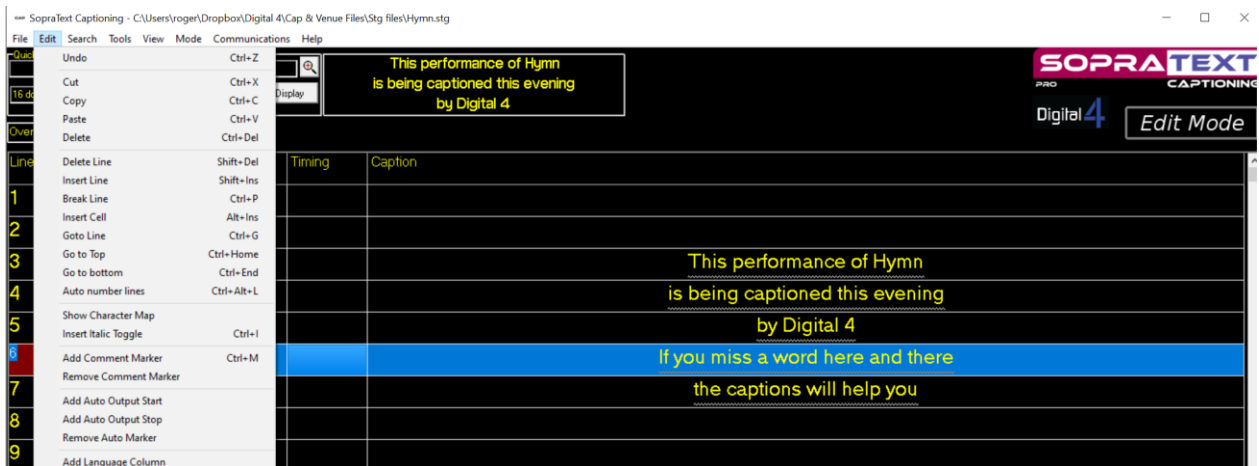 SopraText Captioning - C:\Users\roger\Dropbox\Digital 4\Cap & Venue Files\Stg files\Hymn.stg
File Edit Search Tools View Mode Communications Help
Quic
16 do
Display
Over
This performance of Hymn
is being captioned this evening
by Digital 4
SOPRATEXT
PRO CAPTIONING
Digital 4
Edit Mode
Undo Ctrl+Z
Cut Ctrl+X
Copy Ctrl+C
Paste Ctrl+V
Delete Ctrl+Del
Delete Line Shift+Del
Insert Line Shift+Ins
Break Line Ctrl+P
Insert Cell Alt+Ins
Goto Line Ctrl+G
Go to Top Ctrl+Home
Go to bottom Ctrl+End
Auto number lines Ctrl+Alt+L
Show Character Map
Insert Italic Toggle Ctrl+I
Add Comment Marker Ctrl+M
Remove Comment Marker
Add Auto Output Start
Add Auto Output Stop
Remove Auto Marker
Add Language Column
Line Timing Caption
1
2
3 This performance of Hymn
4 is being captioned this evening
5 by Digital 4
6 If you miss a word here and there
7 the captions will help you
8
9